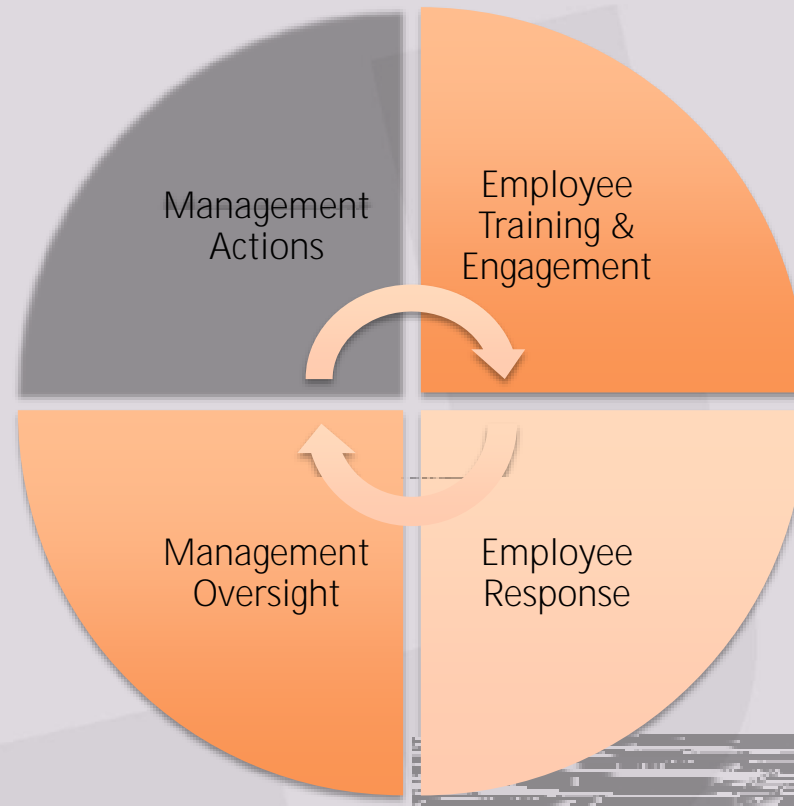 Management
Actions
Employee
Training &
Engagement
Management
Oversight
Employee
Response